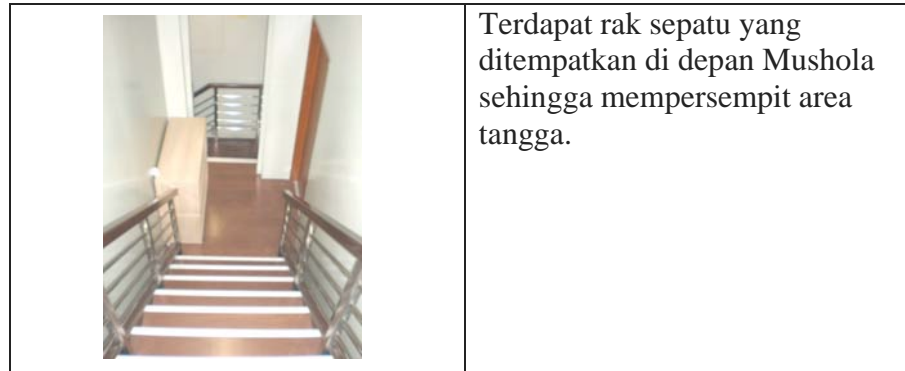 Terdapat rak sepatu yang
ditempatkan di depan Mushola
sehingga mempersempit area
tangga.